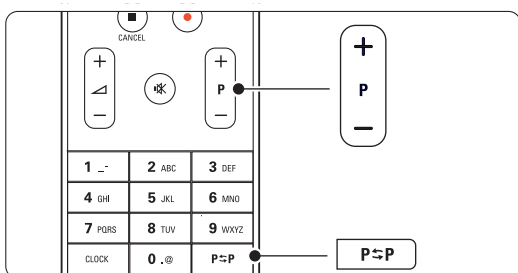 CANCEL
+ + +
P P
− − −
1 _- 2 ABC 3 DEF
4 GHI 5 JKL 6 MNO
7 PQRS 8 TUV 9 WXYZ
CLOCK 0 .@ P⇆P P⇆P